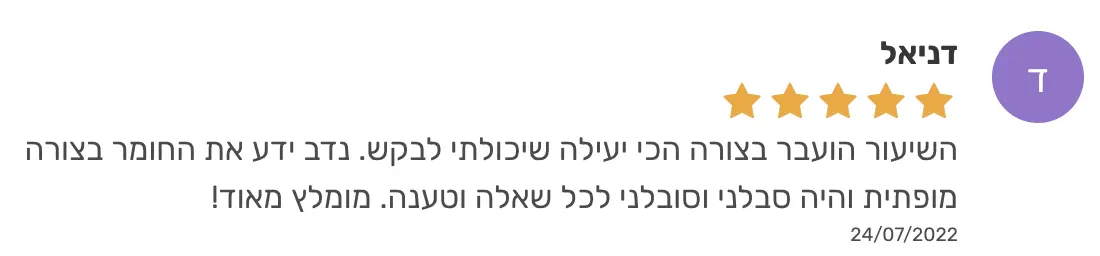 ד
דניאל
השיעור הועבר בצורה הכי יעילה שיכולתי לבקש. נדב ידע את החומר בצורה
מופתית והיה סבלני וסובלני לכל שאלה וטענה. מומלץ מאוד!
24/07/2022